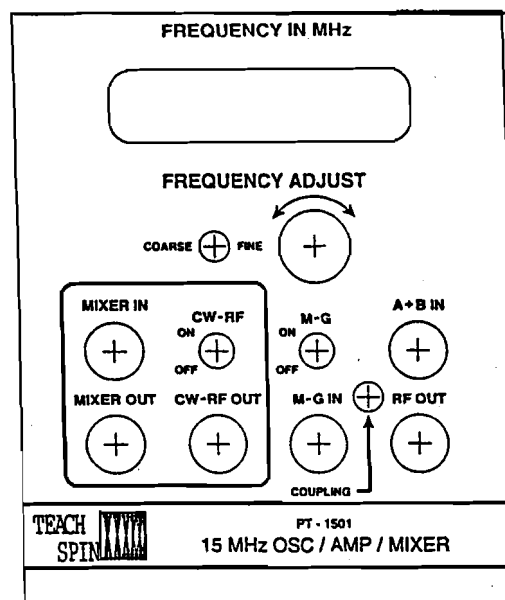 FREQUENCY IN MHz
FREQUENCY ADJUST
COARSE FINE
MIXER IN
CW-RF
ON
OFF
M-G
ON
OFF
A+B IN
MIXER OUT
CW-RF OUT
M-G IN
RF OUT
COUPLING
TEACH
SPIN
PT - 1501
15 MHz OSC / AMP / MIXER